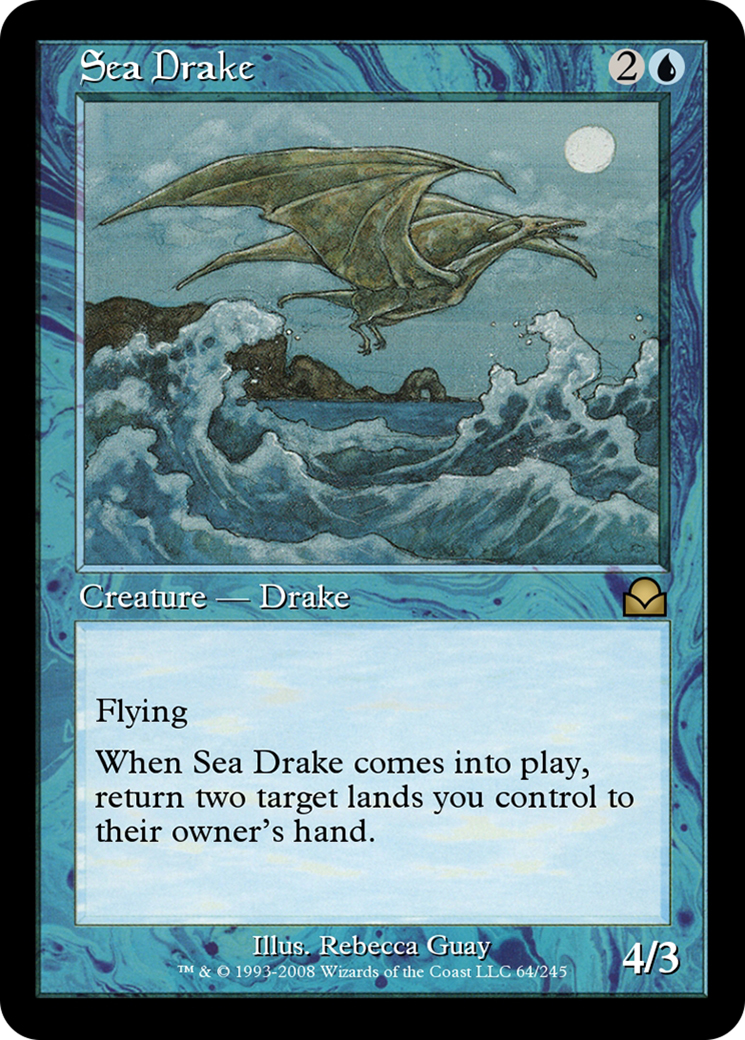 Sea Drake 2
Creature — Drake
Flying
When Sea Drake comes into play,
return two target lands you control to
their owner's hand.
Illus. Rebecca Guay
™ & © 1993-2008 Wizards of the Coast LLC 64/245
4/3